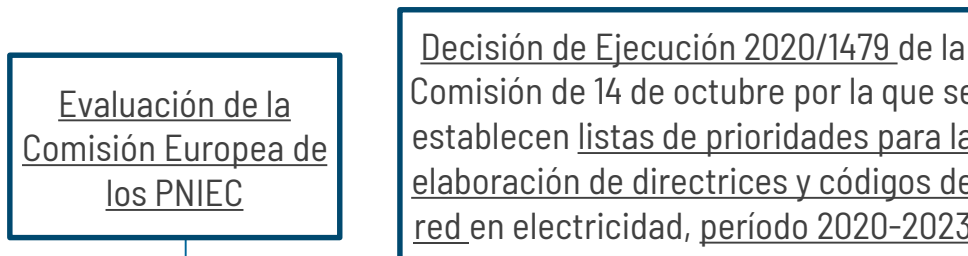 Evaluación de la
Comisión Europea de
los PNIEC
Decisión de Ejecución 2020/1479 de la
Comisión de 14 de octubre por la que se
establecen listas de prioridades para la
elaboración de directrices y códigos de
red en electricidad, período 2020-2023